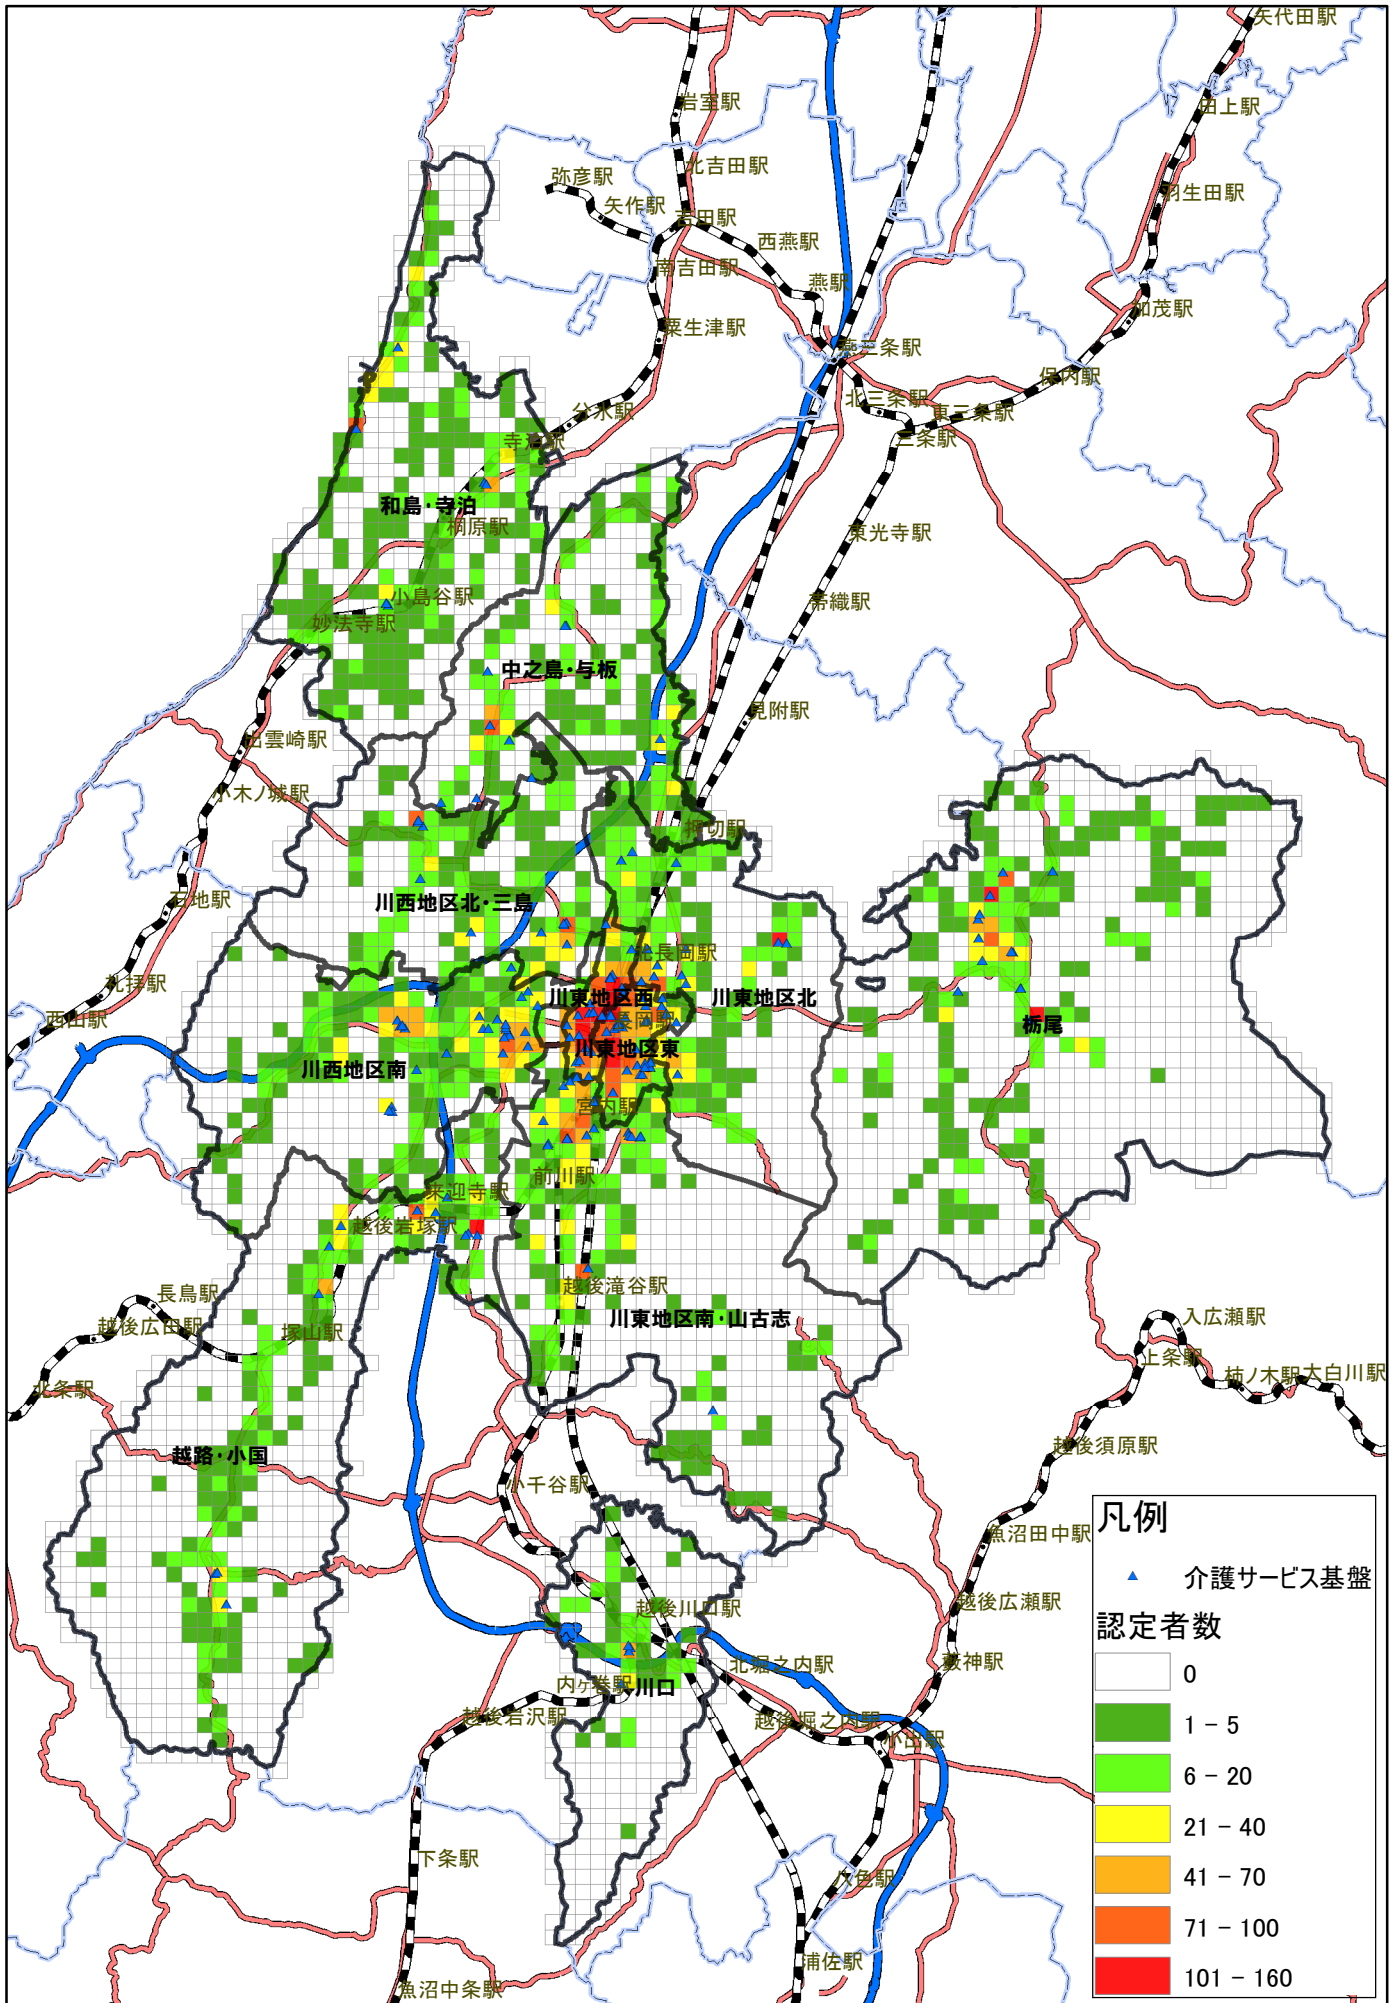 矢代田駅
岩室駅
田上駅
北吉田駅
弥彦駅
羽生田駅
矢作駅
吉田駅
西燕駅
南吉田駅
燕駅
加茂駅
粟生津駅
燕三条駅
保内駅
北三条駅
分水駅
東三条駅
三条駅
寺泊駅
和島・寺泊
桐原駅
東光寺駅
小島谷駅
帯織駅
妙法寺駅
中之島・与板
見附駅
出雲崎駅
小木ノ城駅
押切駅
石地駅
川西地区北・三島
北長岡駅
礼拝駅
川東地区西
川東地区北
西山駅
長岡駅
栃尾
川東地区東
川西地区南
宮内駅
前川駅
来迎寺駅
越後岩塚駅
越後滝谷駅
長鳥駅
川東地区南・山古志
入広瀬駅
越後広田駅
塚山駅
上条駅
北条駅
柿ノ木駅
大白川駅
越後須原駅
越路・小国
小千谷駅
魚沼田中駅
越後川口駅
越後広瀬駅
北堀之内駅
藪神駅
内ヶ巻駅
川口
越後岩沢駅
越後堀之内駅
小出駅
下条駅
八色駅
浦佐駅
魚沼中条駅
凡例
介護サービス基盤
認定者数
0
1 - 5
6 - 20
21 - 40
41 - 70
71 - 100
101 - 160